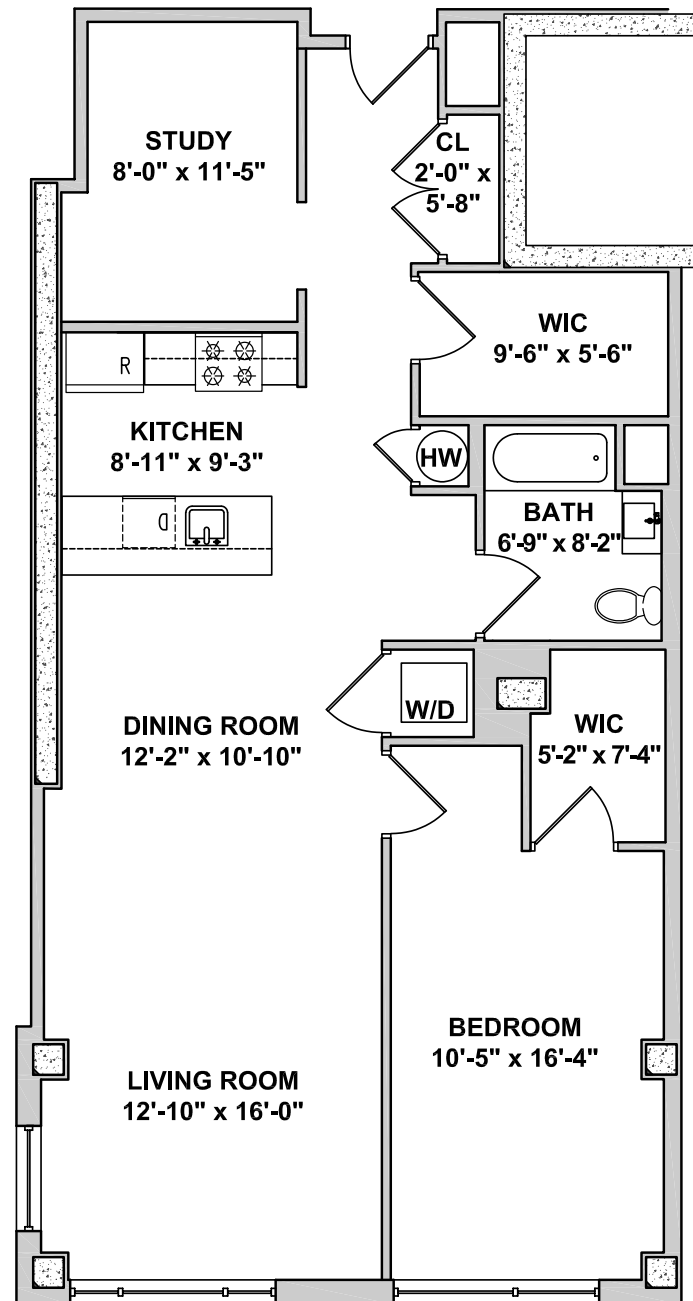 STUDY
8'-0" x 11'-5"
CL
2'-0" x
5'-8"
WIC
9'-6" x 5'-6"
R
KITCHEN
8'-11" x 9'-3"
HW
BATH
6'-9" x 8'-2"
DINING ROOM
12'-2" x 10'-10"
W/D
WIC
5'-2" x 7'-4"
BEDROOM
10'-5" x 16'-4"
LIVING ROOM
12'-10" x 16'-0"